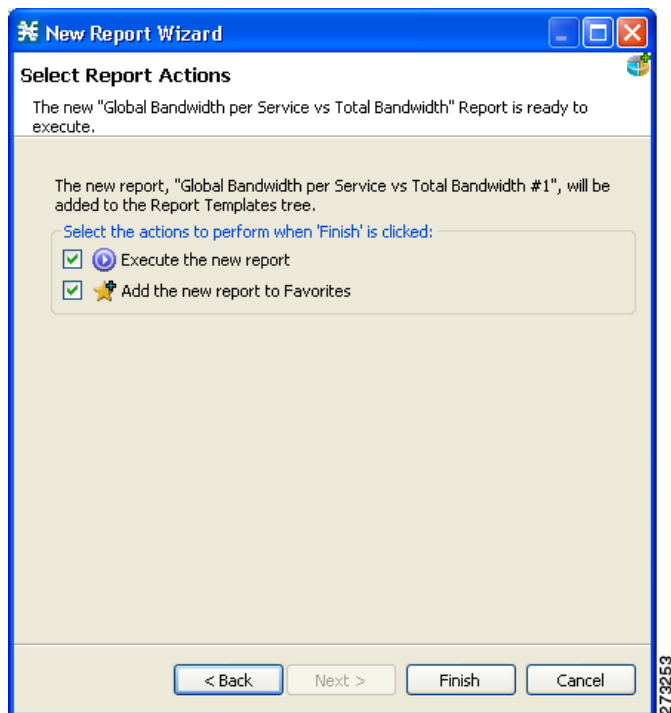 New Report Wizard
Select Report Actions
The new "Global Bandwidth per Service vs Total Bandwidth" Report is ready to
execute.
The new report, "Global Bandwidth per Service vs Total Bandwidth #1", will be
added to the Report Templates tree.
Select the actions to perform when 'Finish' is clicked:
Execute the new report
Add the new report to Favorites
< Back
Next >
Finish
Cancel
273253